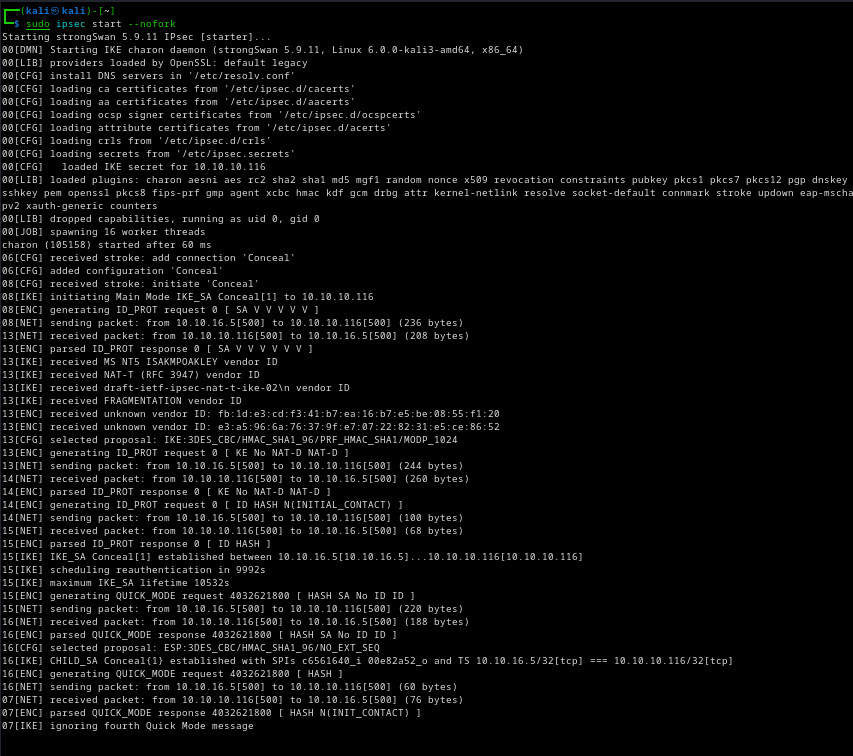 (kali㉿kali)-[~]
$ sudo ipsec start --nofork
Starting strongSwan 5.9.11 IPsec [starter]...
00[DMN] Starting IKE charon daemon (strongSwan 5.9.11, Linux 6.0.0-kali3-amd64, x86_64)
00[LIB] providers loaded by OpenSSL: default legacy
00[CFG] install DNS servers in '/etc/resolv.conf'
00[CFG] loading ca certificates from '/etc/ipsec.d/cacerts'
00[CFG] loading aa certificates from '/etc/ipsec.d/aacerts'
00[CFG] loading ocsp signer certificates from '/etc/ipsec.d/ocspcerts'
00[CFG] loading attribute certificates from '/etc/ipsec.d/acerts'
00[CFG] loading crls from '/etc/ipsec.d/crls'
00[CFG] loading secrets from '/etc/ipsec.secrets'
00[CFG]   loaded IKE secret for 10.10.10.116
00[LIB] loaded plugins: charon aesni aes rc2 sha2 sha1 md5 mgf1 random nonce x509 revocation constraints pubkey pkcs1 pkcs7 pkcs12 pgp dnskey
sshkey pem openssl pkcs8 fips-prf gmp agent xcbc hmac kdf gcm drbg attr kernel-netlink resolve socket-default connmark stroke updown eap-mscha
pv2 xauth-generic counters
00[LIB] dropped capabilities, running as uid 0, gid 0
00[JOB] spawning 16 worker threads
charon (105158) started after 60 ms
06[CFG] received stroke: add connection 'Conceal'
06[CFG] added configuration 'Conceal'
08[CFG] received stroke: initiate 'Conceal'
08[IKE] initiating Main Mode IKE_SA Conceal[1] to 10.10.10.116
08[ENC] generating ID_PROT request 0 [ SA V V V V V ]
08[NET] sending packet: from 10.10.16.5[500] to 10.10.10.116[500] (236 bytes)
13[NET] received packet: from 10.10.10.116[500] to 10.10.16.5[500] (208 bytes)
13[ENC] parsed ID_PROT response 0 [ SA V V V V V V ]
13[IKE] received MS NT5 ISAKMPOAKLEY vendor ID
13[IKE] received NAT-T (RFC 3947) vendor ID
13[IKE] received draft-ietf-ipsec-nat-t-ike-02\n vendor ID
13[IKE] received FRAGMENTATION vendor ID
13[ENC] received unknown vendor ID: fb:1d:e3:cd:f3:41:b7:ea:16:b7:e5:be:08:55:f1:20
13[ENC] received unknown vendor ID: e3:a5:96:6a:76:37:9f:e7:07:22:82:31:e5:ce:86:52
13[CFG] selected proposal: IKE:3DES_CBC/HMAC_SHA1_96/PRF_HMAC_SHA1/MODP_1024
13[ENC] generating ID_PROT request 0 [ KE No NAT-D NAT-D ]
13[NET] sending packet: from 10.10.16.5[500] to 10.10.10.116[500] (244 bytes)
14[NET] received packet: from 10.10.10.116[500] to 10.10.16.5[500] (260 bytes)
14[ENC] parsed ID_PROT response 0 [ KE No NAT-D NAT-D ]
14[ENC] generating ID_PROT request 0 [ ID HASH N(INITIAL_CONTACT) ]
14[NET] sending packet: from 10.10.16.5[500] to 10.10.10.116[500] (100 bytes)
15[NET] received packet: from 10.10.10.116[500] to 10.10.16.5[500] (68 bytes)
15[ENC] parsed ID_PROT response 0 [ ID HASH ]
15[IKE] IKE_SA Conceal[1] established between 10.10.16.5[10.10.16.5]...10.10.10.116[10.10.10.116]
15[IKE] scheduling reauthentication in 9992s
15[IKE] maximum IKE_SA lifetime 10532s
15[ENC] generating QUICK_MODE request 4032621800 [ HASH SA No ID ID ]
15[NET] sending packet: from 10.10.16.5[500] to 10.10.10.116[500] (220 bytes)
16[NET] received packet: from 10.10.10.116[500] to 10.10.16.5[500] (188 bytes)
16[ENC] parsed QUICK_MODE response 4032621800 [ HASH SA No ID ID ]
16[CFG] selected proposal: ESP:3DES_CBC/HMAC_SHA1_96/NO_EXT_SEQ
16[IKE] CHILD_SA Conceal{1} established with SPIs c6561640_i 00e82a52_o and TS 10.10.16.5/32[tcp] === 10.10.10.116/32[tcp]
16[ENC] generating QUICK_MODE request 4032621800 [ HASH ]
16[NET] sending packet: from 10.10.16.5[500] to 10.10.10.116[500] (60 bytes)
07[NET] received packet: from 10.10.10.116[500] to 10.10.16.5[500] (76 bytes)
07[ENC] parsed QUICK_MODE response 4032621800 [ HASH N(INIT_CONTACT) ]
07[IKE] ignoring fourth Quick Mode message